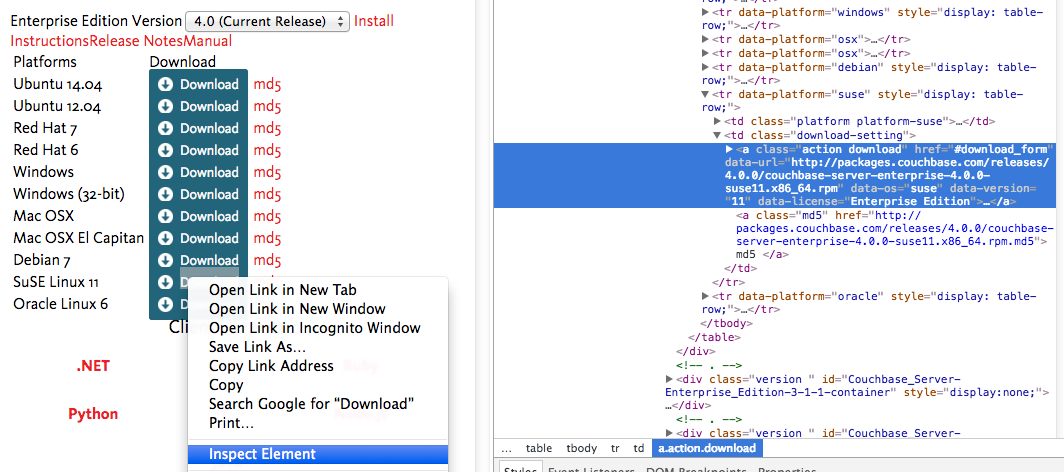 Enterprise Edition Version 4.0 (Current Release) Install
InstructionsRelease NotesManual
Platforms Download
Ubuntu 14.04 Download md5
Ubuntu 12.04 Download md5
Red Hat 7 Download md5
Red Hat 6 Download md5
Windows Download md5
Windows (32-bit) Download md5
Mac OSX Download md5
Mac OSX El Capitan Download md5
Debian 7 Download md5
SuSE Linux 11
Oracle Linux 6
.NET
Python
Open Link in New Tab
Open Link in New Window
Open Link in Incognito Window
Save Link As...
Copy Link Address
Copy
Search Google for “Download”
Print...
Inspect Element
<tr data-platform="windows" style="display: table-
row;">…</tr>
<tr data-platform="osx">…</tr>
<tr data-platform="osx">…</tr>
<tr data-platform="debian" style="display: table-
row;">…</tr>
<tr data-platform="suse" style="display: table-
row;">
<td class="platform platform-suse">…</td>
<td class="download-setting">
<a class="action download" href="#download_form"
data-url="http://packages.couchbase.com/releases/
4.0.0/couchbase-server-enterprise-4.0.0-
suse11.x86_64.rpm" data-os="suse" data-version=
"11" data-license="Enterprise Edition">…</a>
<a class="md5" href="http://
packages.couchbase.com/releases/4.0.0/couchbase-
server-enterprise-4.0.0-suse11.x86_64.rpm.md5">
md5 </a>
</td>
</tr>
<tr data-platform="oracle" style="display: table-
row;">…</tr>
</tbody>
</table>
</div>
<!-- . -->
<div class="version " id="Couchbase_Server-
Enterprise_Edition-3-1-1-container" style="display:none;">
…</div>
<!-- . -->
<div class="version " id="Couchbase_Server-
... table tbody tr td a.action.download
Styles Event Listeners DOM Breakpoints Properties